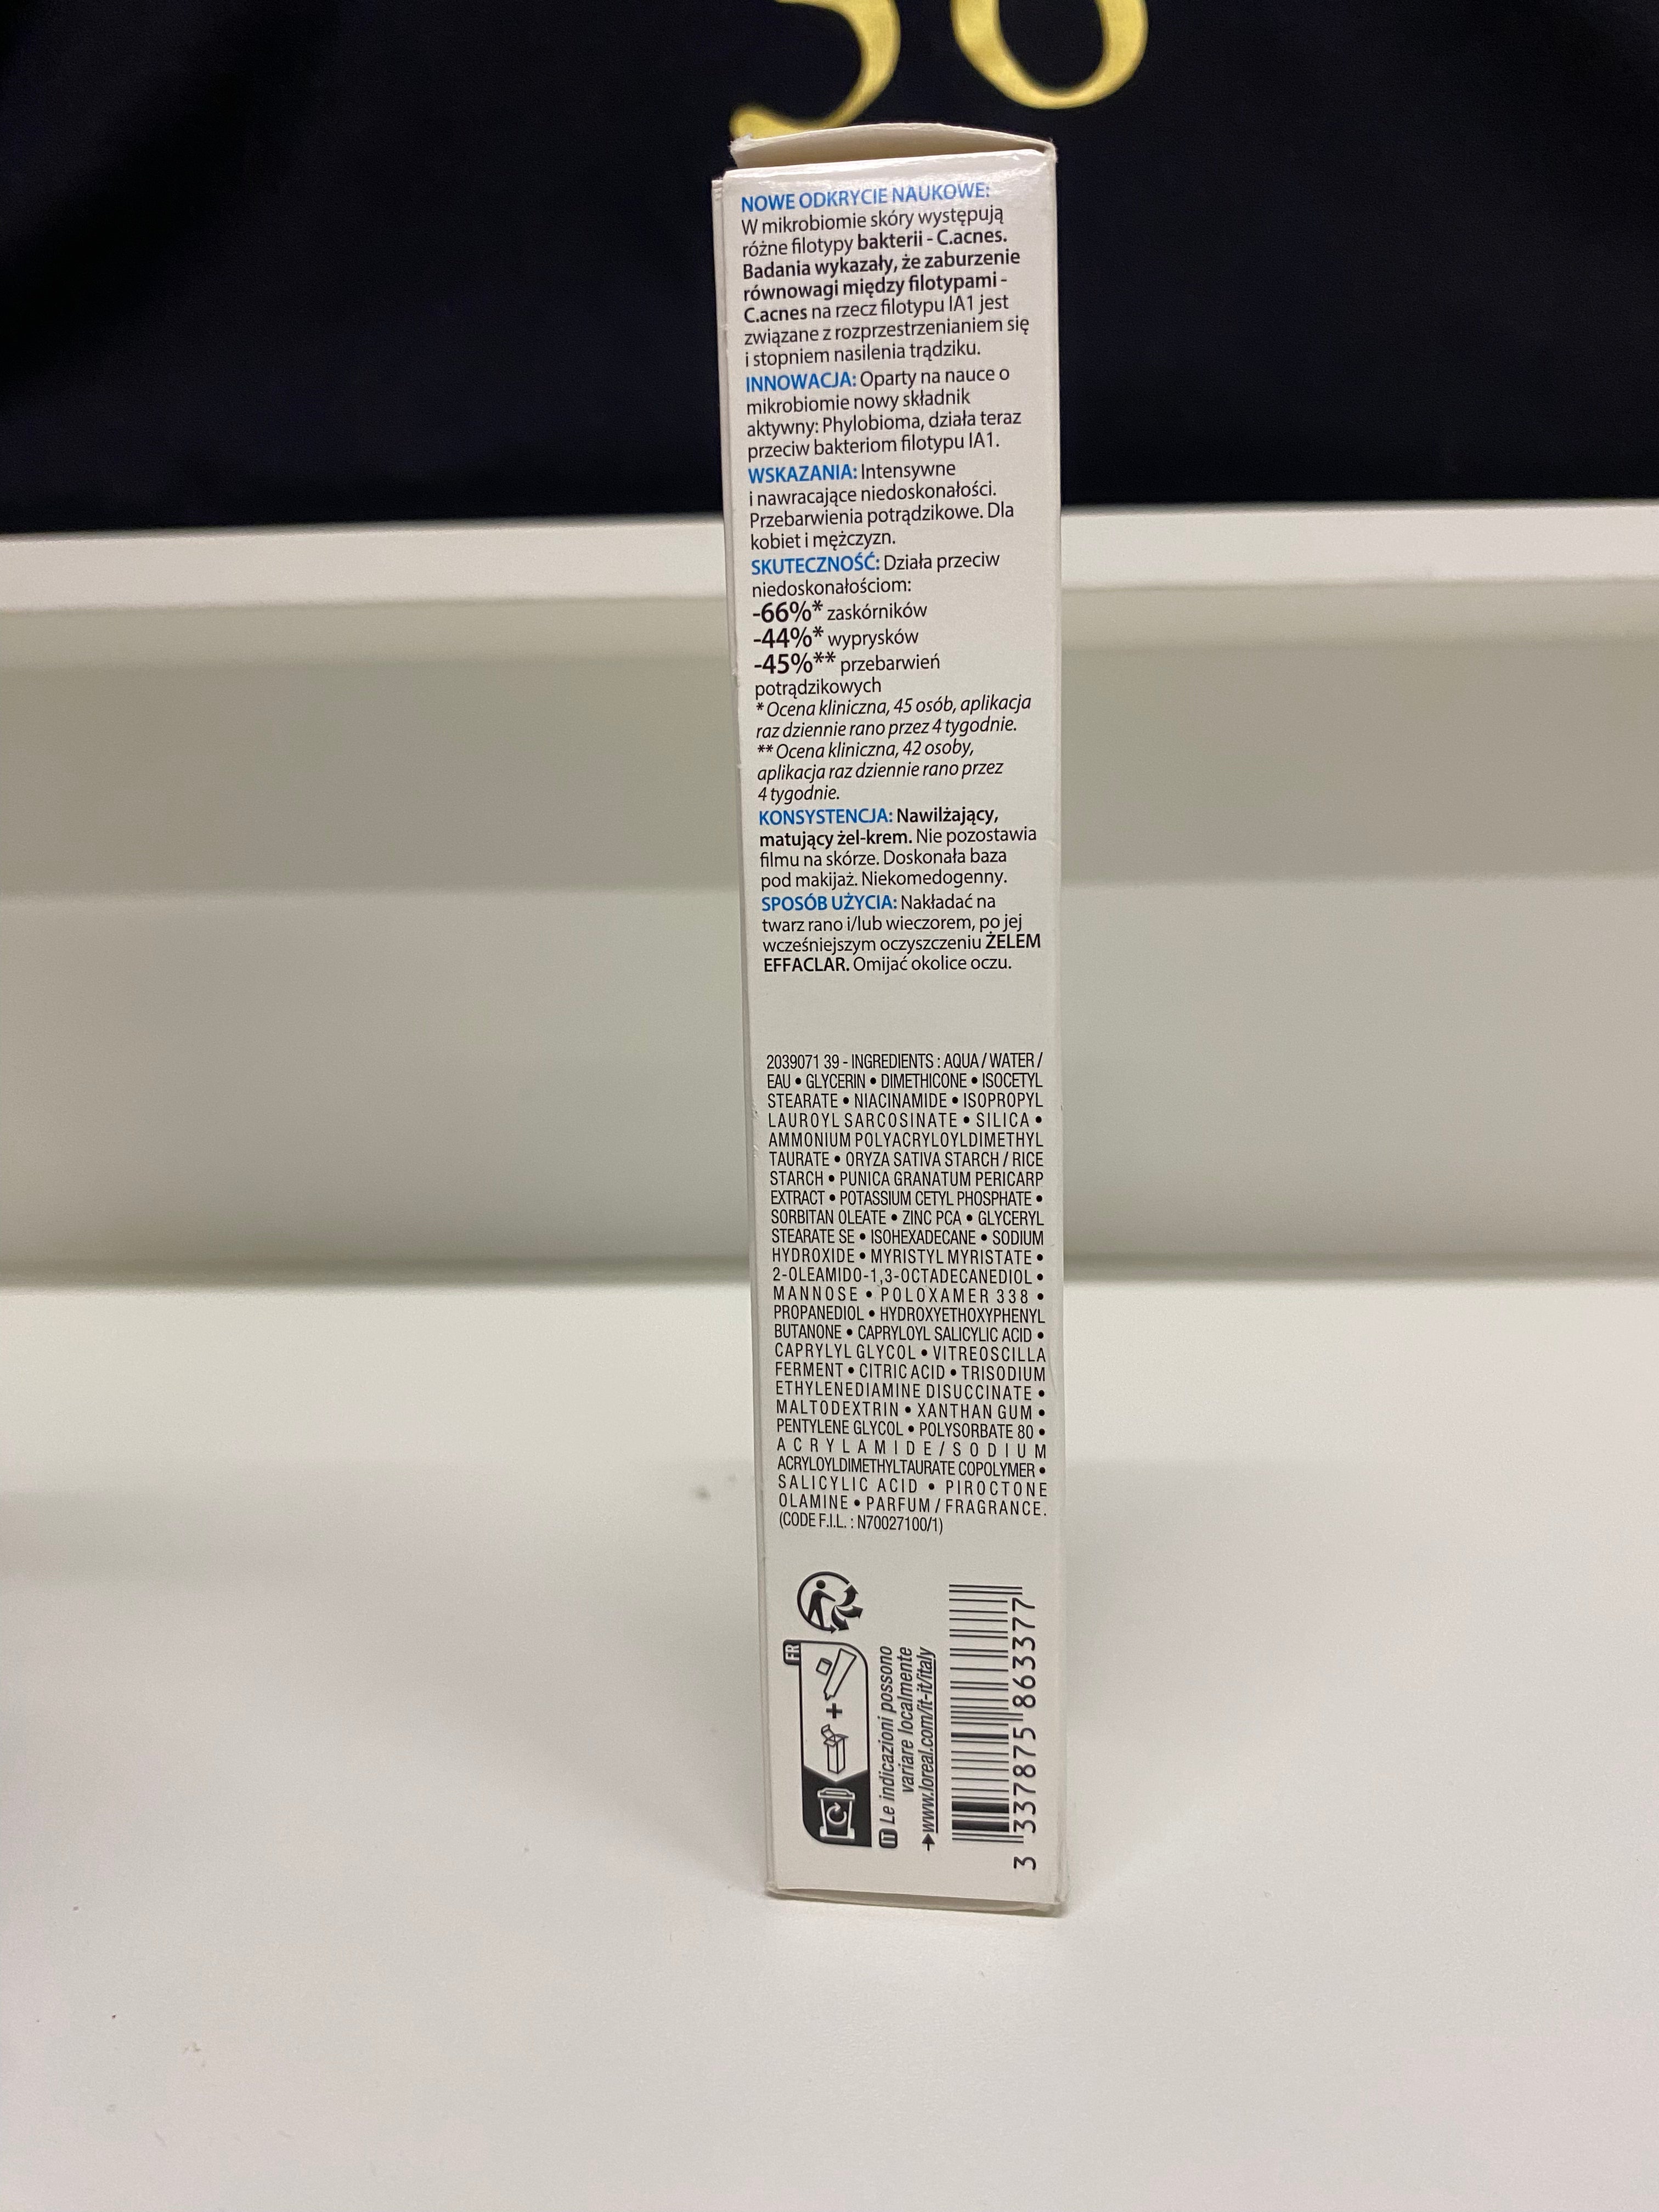 NOWE ODKRYCIE NAUKOWE:
W mikrobiomie skóry występują
różne filotypy bakterii - C.acnes.
Badania wykazały, że zaburzenie
równowagi między filotypami -
C.acnes na rzecz filotypu IA1 jest
związane z rozprzestrzenianiem się
i stopniem nasilenia trądziku.
INNOWACJA: Oparty na nauce o
mikrobiomie nowy składnik
aktywny: Phylobioma, działa teraz
przeciw bakteriom filotypu IA1.
WSKAZANIA: Intensywne
i nawracające niedoskonałości.
Przebarwienia potrądzikowe. Dla
kobiet i mężczyzn.
SKUTECZNOŚĆ: Działa przeciw
niedoskonałościom:
-66%* zaskórników
-44%* wyprysków
-45%** przebarwień
potrądzikowych
* Ocena kliniczna, 45 osób, aplikacja
raz dziennie rano przez 4 tygodnie.
** Ocena kliniczna, 42 osoby,
aplikacja raz dziennie rano przez
4 tygodnie.
KONSYSTENCJA: Nawilżający,
matujący żel-krem. Nie pozostawia
filmu na skórze. Doskonała baza
pod makijaż. Niekomedogenny.
SPOSÓB UŻYCIA: Nakładać na
twarz rano i/lub wieczorem, po jej
wcześniejszym oczyszczeniu ŻELEM
EFFACLAR. Omijać okolice oczu.
2039071 39 - INGREDIENTS : AQUA / WATER /
EAU • GLYCERIN • DIMETHICONE • ISOCETYL
STEARATE • NIACINAMIDE • ISOPROPYL
LAUROYL SARCOSINATE • SILICA •
AMMONIUM POLYACRYLOYLDIMETHYL
TAURATE • ORYZA SATIVA STARCH / RICE
STARCH • PUNICA GRANATUM PERICARP
EXTRACT • POTASSIUM CETYL PHOSPHATE •
SORBITAN OLEATE • ZINC PCA • GLYCERYL
STEARATE SE • ISOHEXADECANE • SODIUM
HYDROXIDE • MYRISTYL MYRISTATE •
2-OLEAMIDO-1,3-OCTADECANEDIOL •
MANNOSE • POLOXAMER 338 •
PROPANEDIOL • HYDROXYETHOXYPHENYL
BUTANONE • CAPRYLOYL SALICYLIC ACID •
CAPRYLYL GLYCOL • VITREOSCILLA
FERMENT • CITRIC ACID • TRISODIUM
ETHYLENEDIAMINE DISUCCINATE •
MALTODEXTRIN • XANTHAN GUM •
PENTYLENE GLYCOL • POLYSORBATE 80 •
ACRYLAMIDE / SODIUM
ACRYLOYLDIMETHYLTAURATE COPOLYMER •
SALICYLIC ACID • PIROCTONE
OLAMINE • PARFUM / FRAGRANCE.
(CODE F.I.L. : N70027100/1)
FR
IT Le indicazioni possono
variare localmente
→www.loreal.com/it-it/italy
3 337875 863377